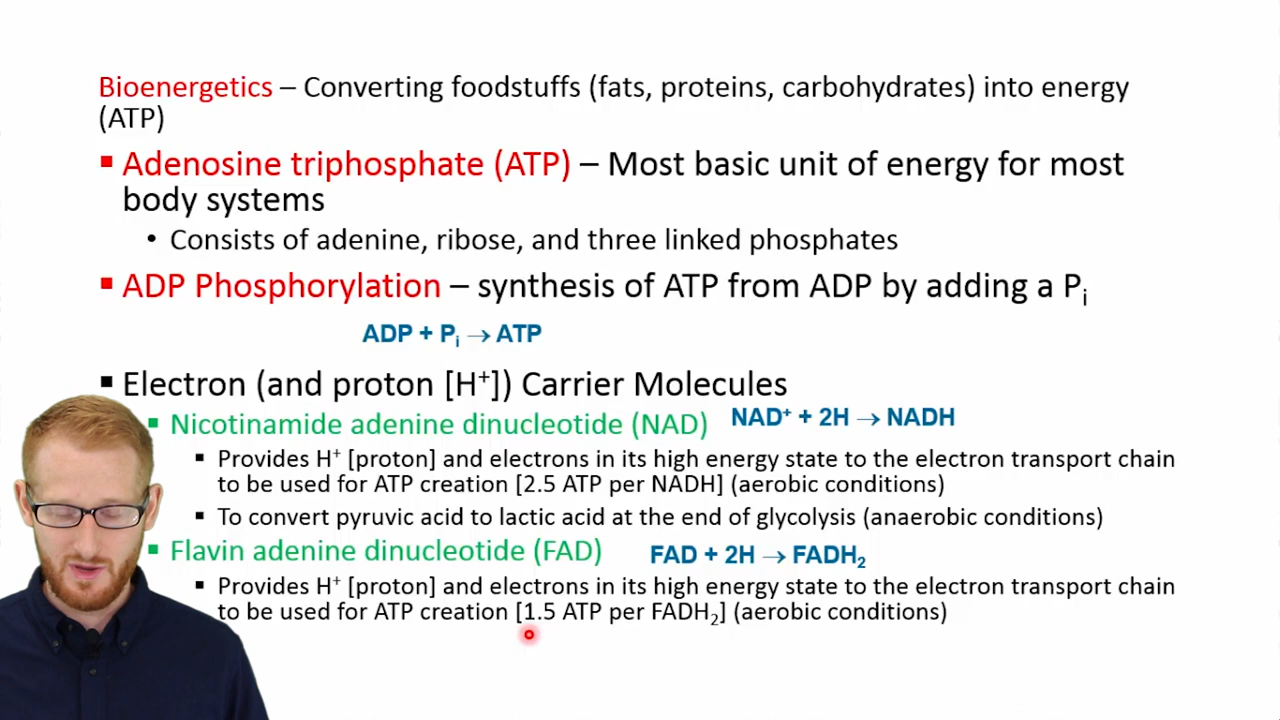 Bioenergetics – Converting foodstuffs (fats, proteins, carbohydrates) into energy
(ATP)
▪ Adenosine triphosphate (ATP) – Most basic unit of energy for most
body systems
• Consists of adenine, ribose, and three linked phosphates
▪ ADP Phosphorylation – synthesis of ATP from ADP by adding a Pᵢ
ADP + Pᵢ → ATP
▪ Electron (and proton [H⁺]) Carrier Molecules
▪ Nicotinamide adenine dinucleotide (NAD) NAD⁺ + 2H → NADH
▪ Provides H⁺ [proton] and electrons in its high energy state to the electron transport chain
to be used for ATP creation [2.5 ATP per NADH] (aerobic conditions)
▪ To convert pyruvic acid to lactic acid at the end of glycolysis (anaerobic conditions)
▪ Flavin adenine dinucleotide (FAD) FAD + 2H → FADH₂
▪ Provides H⁺ [proton] and electrons in its high energy state to the electron transport chain
to be used for ATP creation [1.5 ATP per FADH₂] (aerobic conditions)